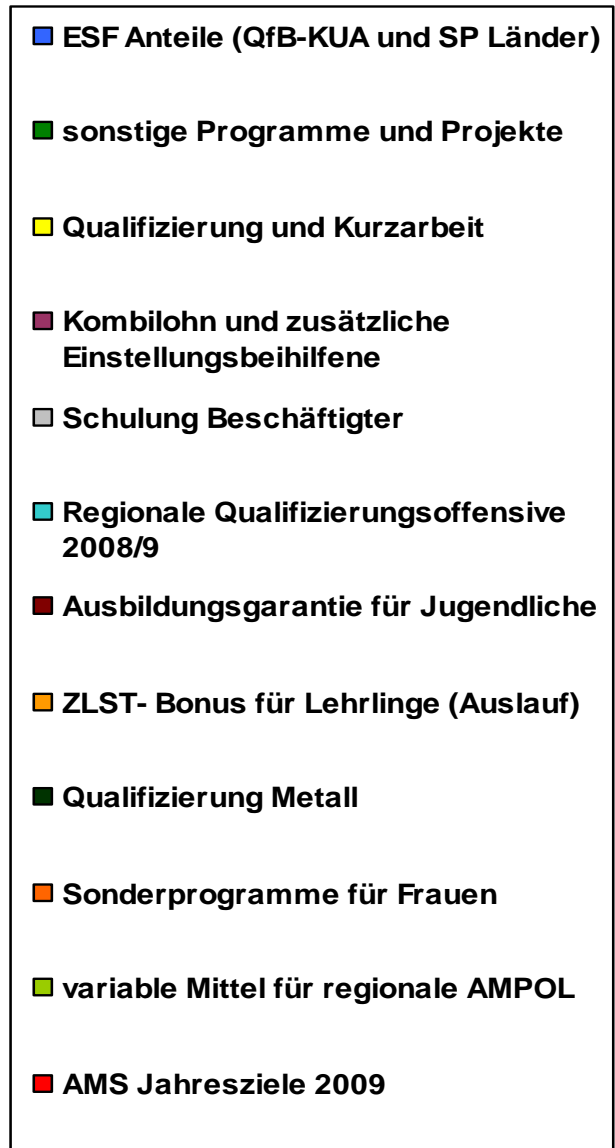 ESF Anteile (QfB-KUA und SP Länder)
sonstige Programme und Projekte
Qualifizierung und Kurzarbeit
Kombilohn und zusätzliche
Einstellungsbeihilfene
Schulung Beschäftigter
Regionale Qualifizierungsoffensive
2008/9
Ausbildungsgarantie für Jugendliche
ZLST- Bonus für Lehrlinge (Auslauf)
Qualifizierung Metall
Sonderprogramme für Frauen
variable Mittel für regionale AMPOL
AMS Jahresziele 2009